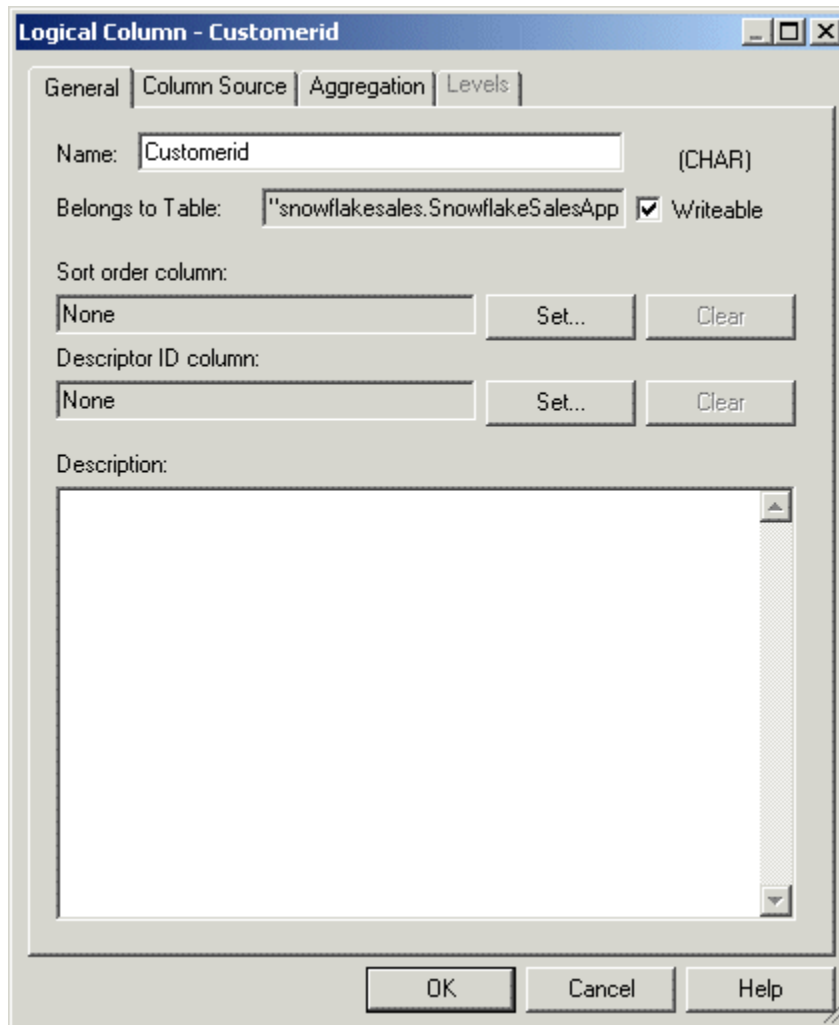 Logical Column - Customerid
General Column Source Aggregation Levels
Name: Customerid (CHAR)
Belongs to Table: "snowflakesales.SnowflakeSalesApp Writeable
Sort order column:
None Set... Clear
Descriptor ID column:
None Set... Clear
Description:
OK Cancel Help